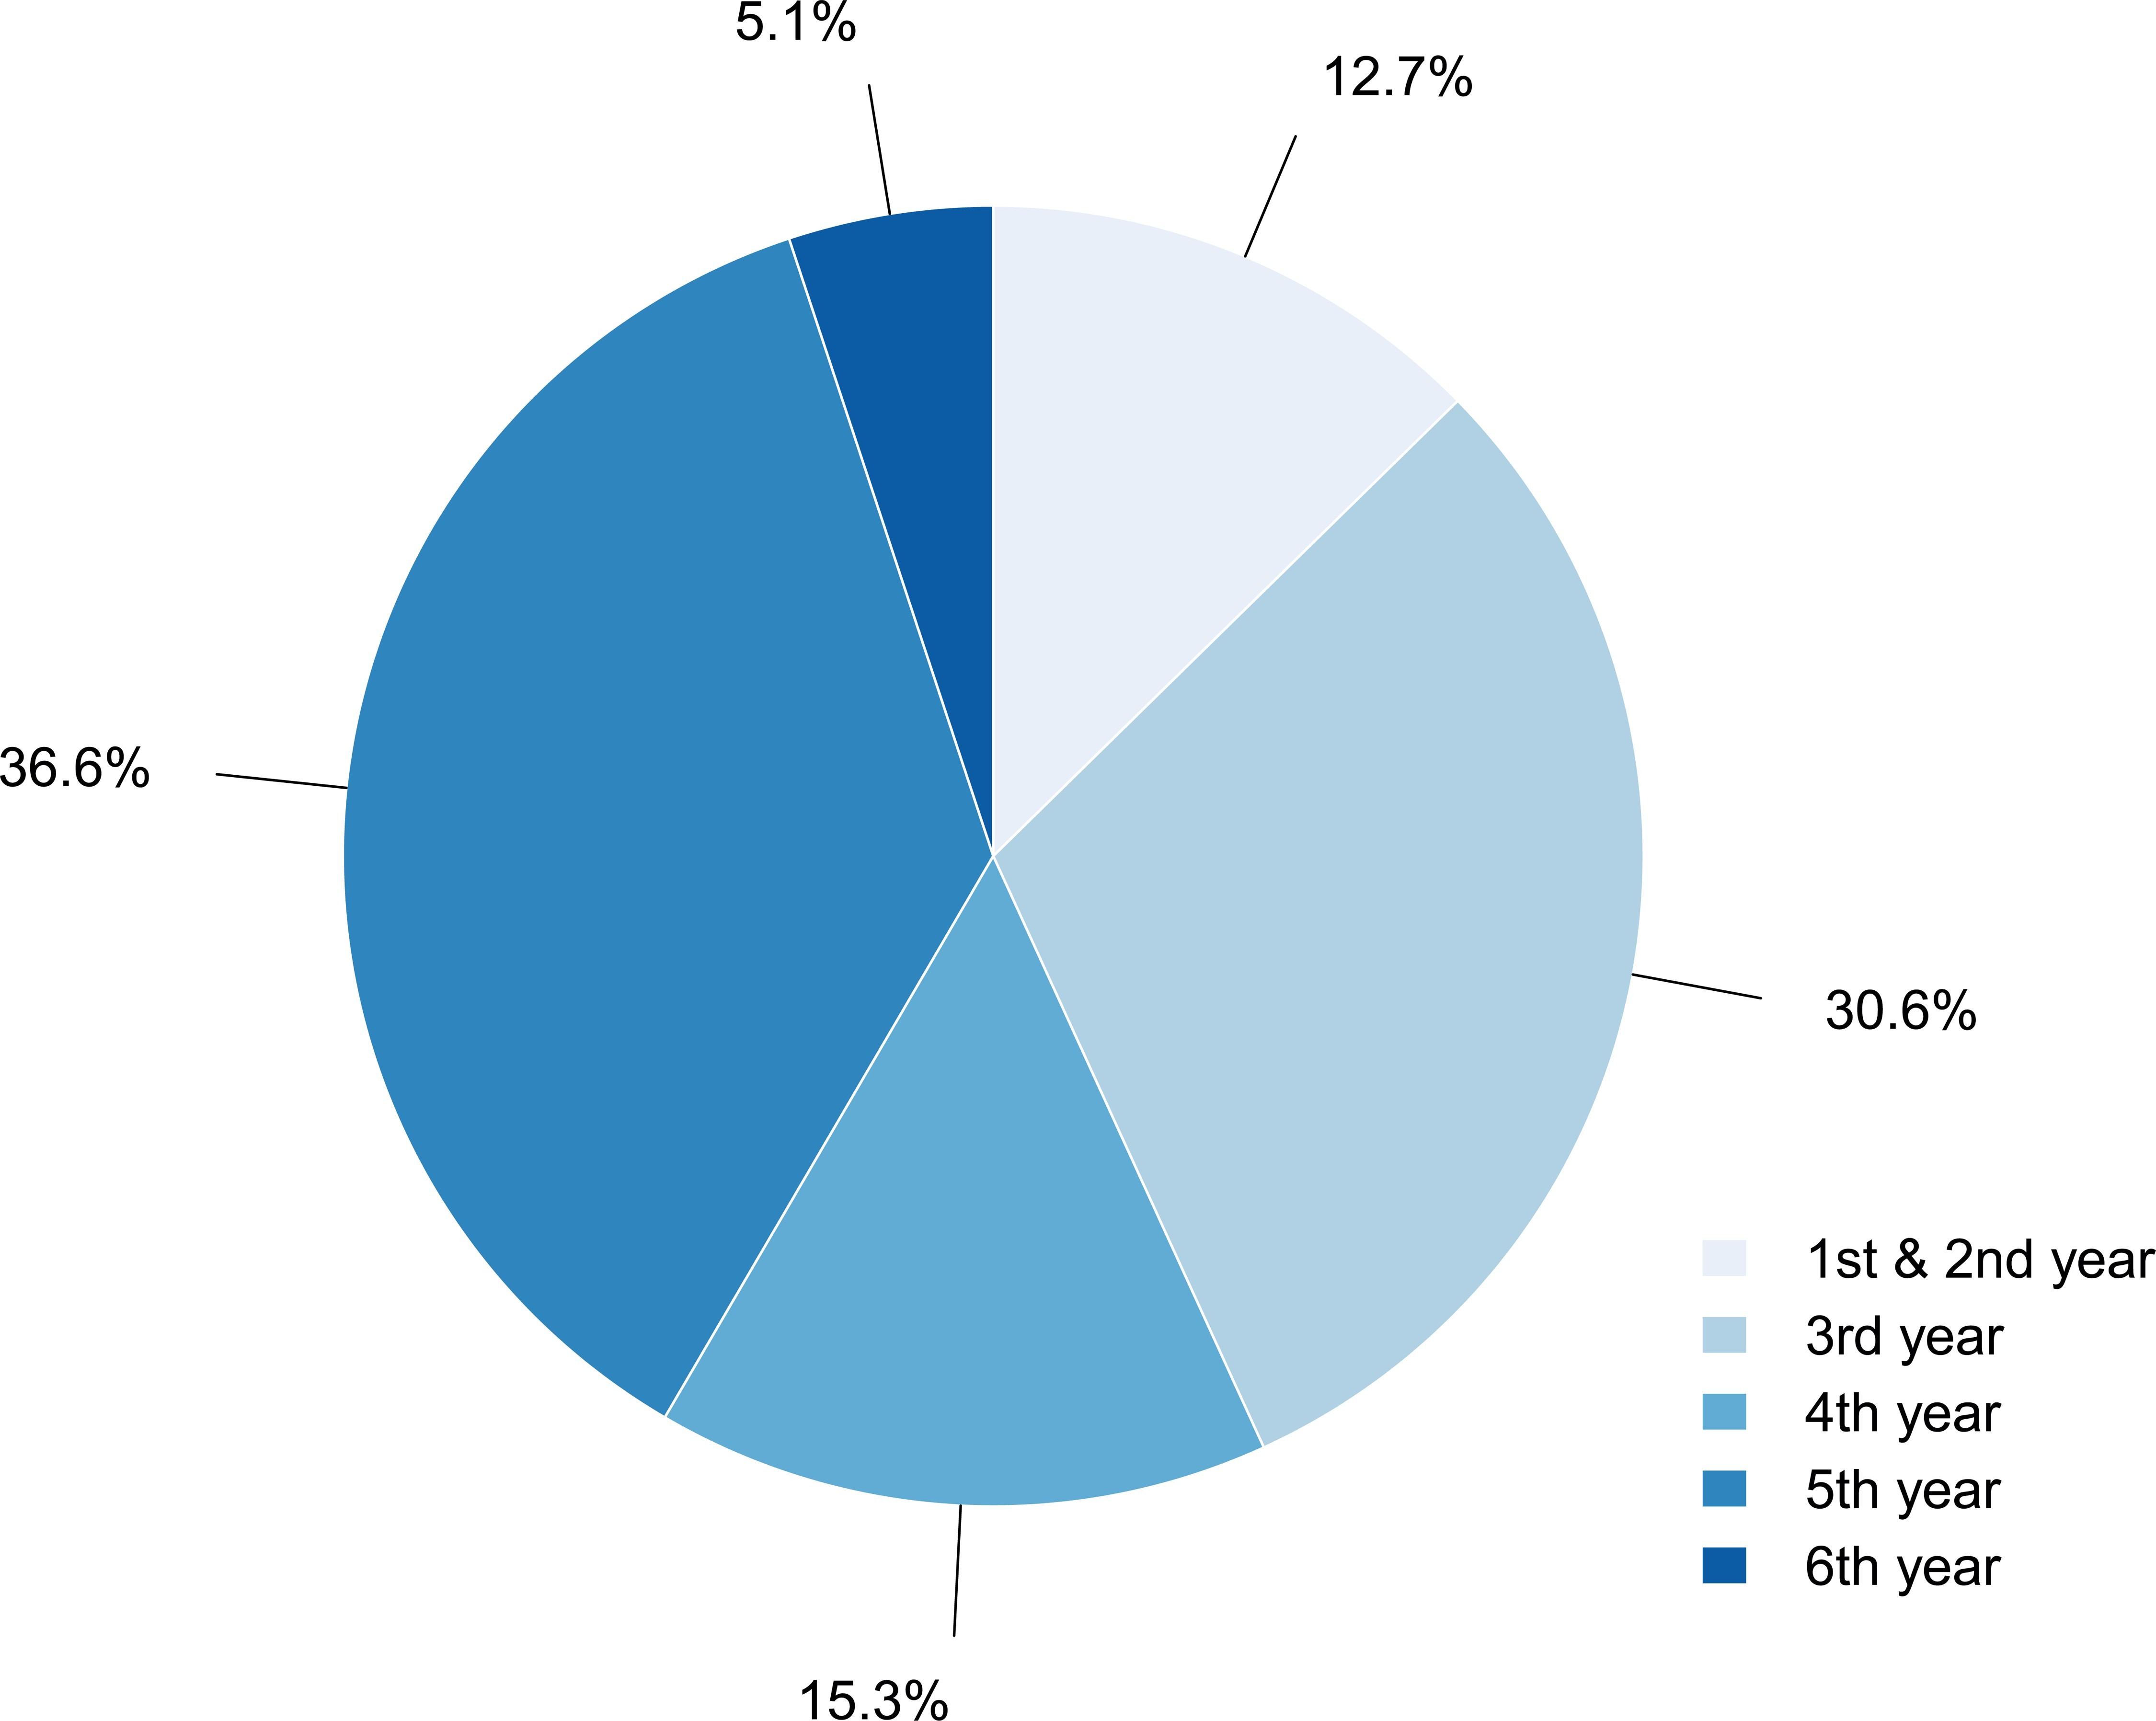 5.1%
12.7%
36.6%
30.6%
15.3%
1st & 2nd year
3rd year
4th year
5th year
6th year